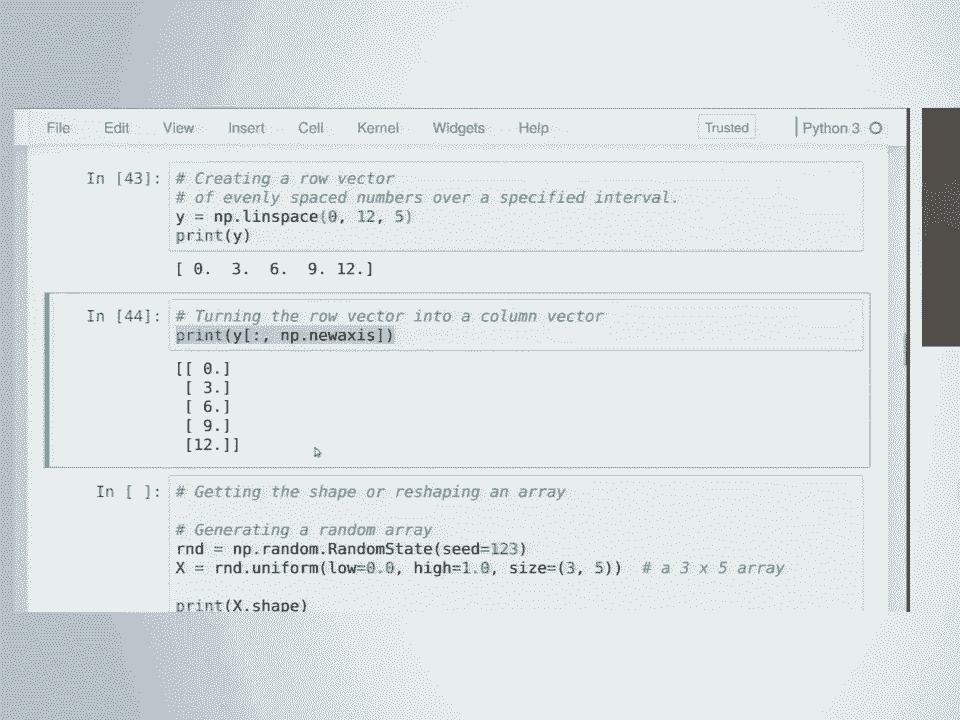 File Edit View Insert Cell Kernel Widgets Help Trusted Python 3
In [43]: # Creating a row vector
# of evenly spaced numbers over a specified interval.
y = np.linspace(0, 12, 5)
print(y)
[ 0.  3.  6.  9. 12.]
In [44]: # Turning the row vector into a column vector
print(y[:, np.newaxis])
[[ 0.]
[ 3.]
[ 6.]
[ 9.]
[12.]]
In [ ]: # Getting the shape or reshaping an array
# Generating a random array
rnd = np.random.RandomState(seed=123)
X = rnd.uniform(low=0.0, high=1.0, size=(3, 5))  # a 3 x 5 array
print(X.shape)